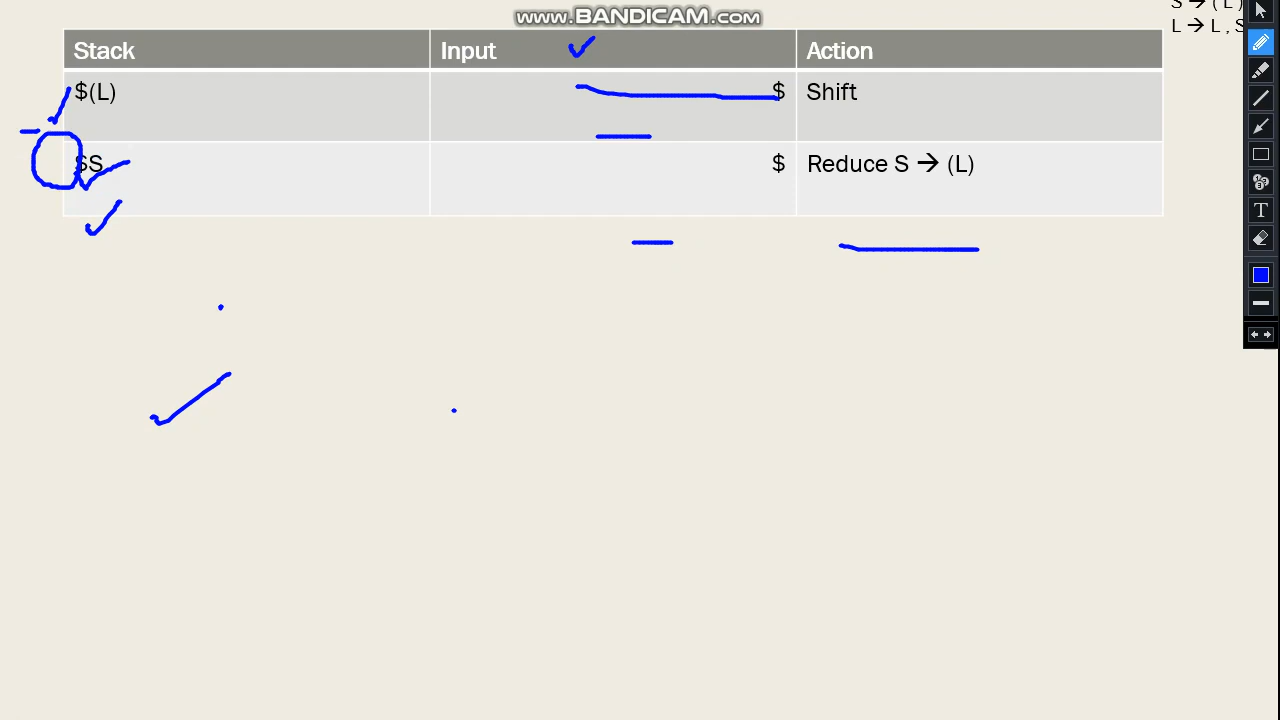 www.BANDICAM.com
S → (L)
L → L , S
Stack Input Action
$(L) $ Shift
$S $ Reduce S → (L)